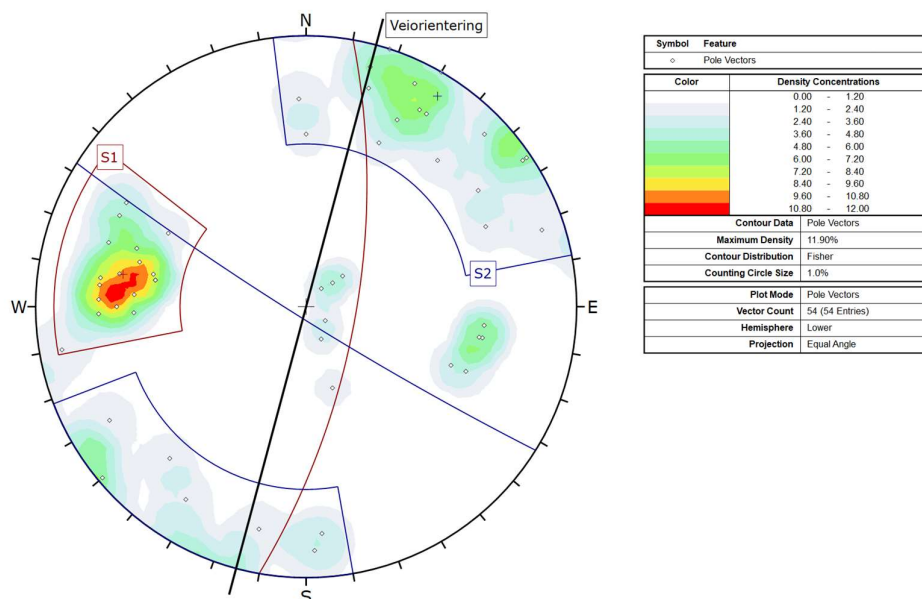 N
Veiorientering
S1
W
S2
E
S
Symbol Feature
◇ Pole Vectors
Color Density Concentrations
0.00 - 1.20
1.20 - 2.40
2.40 - 3.60
3.60 - 4.80
4.80 - 6.00
6.00 - 7.20
7.20 - 8.40
8.40 - 9.60
9.60 - 10.80
10.80 - 12.00
Contour Data Pole Vectors
Maximum Density 11.90%
Contour Distribution Fisher
Counting Circle Size 1.0%
Plot Mode Pole Vectors
Vector Count 54 (54 Entries)
Hemisphere Lower
Projection Equal Angle